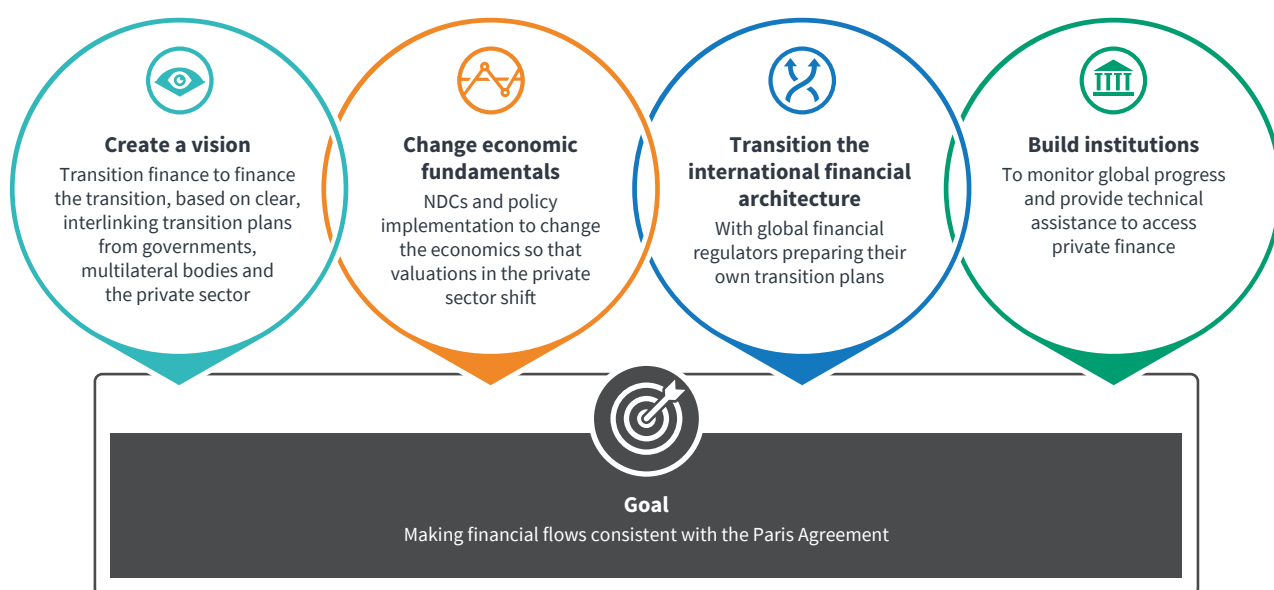 Create a vision
Transition finance to finance
the transition, based on clear,
interlinking transition plans
from governments,
multilateral bodies and
the private sector
Change economic
fundamentals
NDCs and policy
implementation to change
the economics so that
valuations in the private
sector shift
Transition the
international financial
architecture
With global financial
regulators preparing their
own transition plans
Build institutions
To monitor global progress
and provide technical
assistance to access
private finance
Goal
Making financial flows consistent with the Paris Agreement